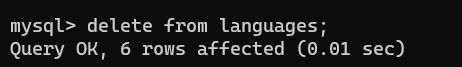 mysql> delete from languages;
Query OK, 6 rows affected (0.01 sec)